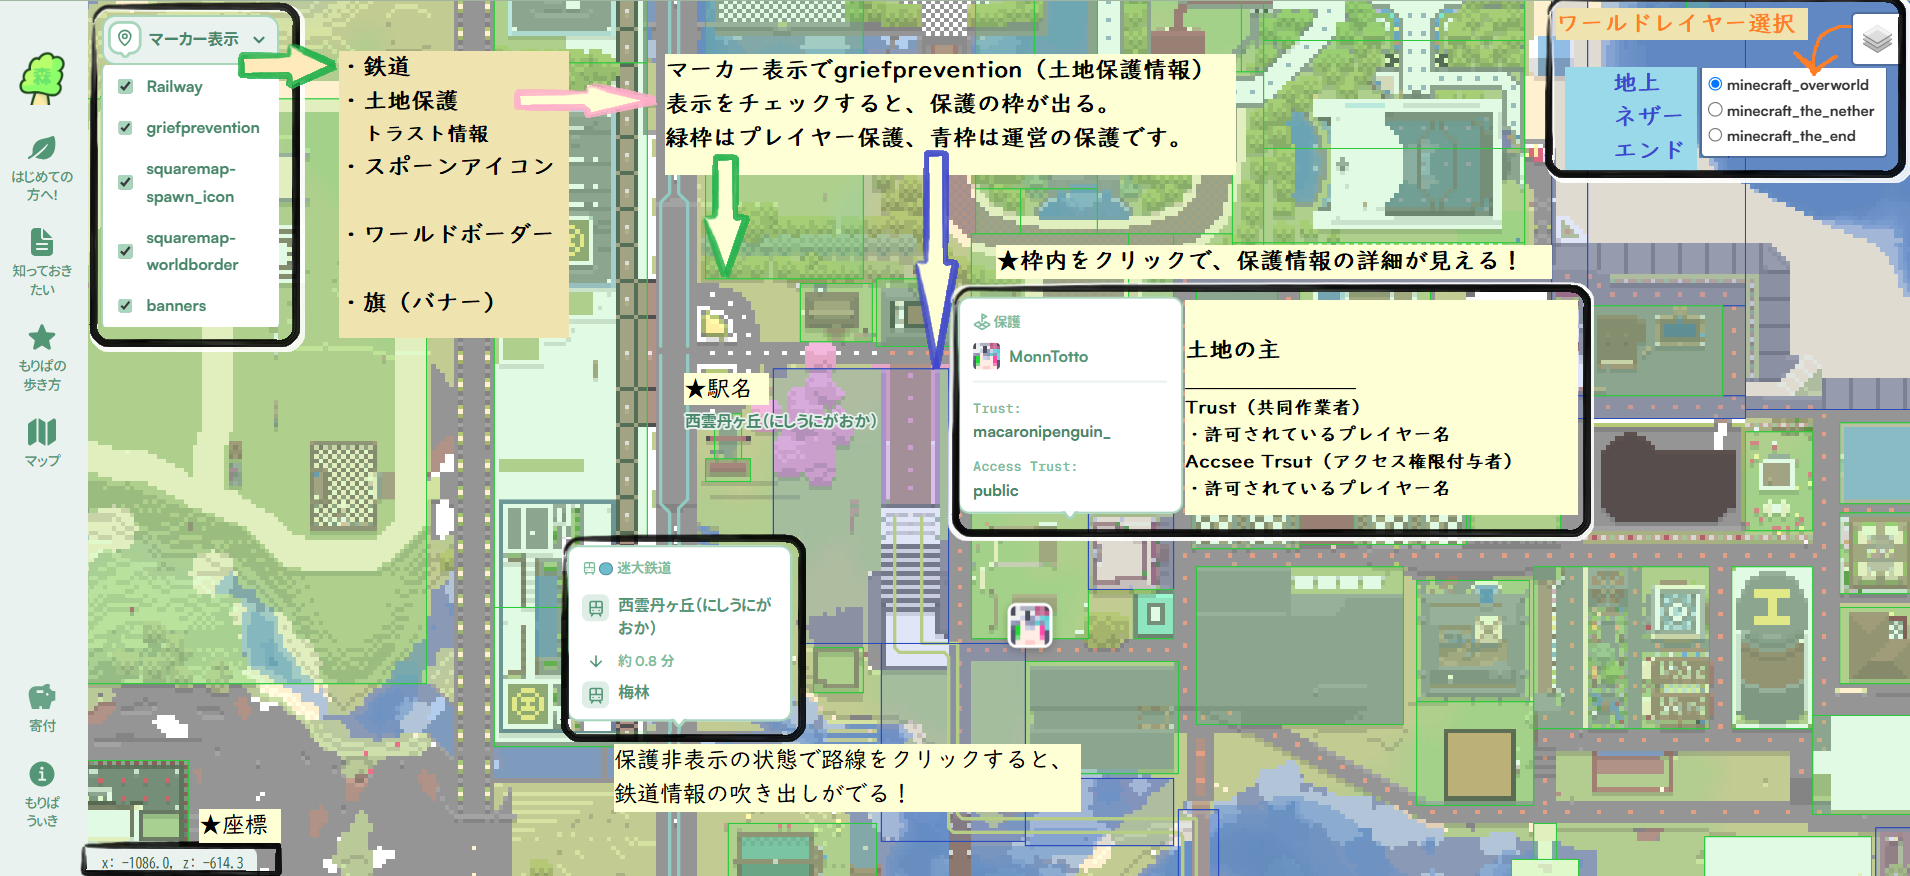 森
はじめての
方へ!
知っておき
たい
もりぱの
歩き方
マップ
寄付
もりぱ
ういき
マーカー表示
Railway
griefprevention
squaremap-
spawn_icon
squaremap-
worldborder
banners
・鉄道
・土地保護
トラスト情報
・スポーンアイコン
・ワールドボーダー
・旗（バナー）
マーカー表示でgriefprevention（土地保護情報）
表示をチェックすると、保護の枠が出る。
緑枠はプレイヤー保護、青枠は運営の保護です。
ワールドレイヤー選択
地上
ネザー
エンド
minecraft_overworld
minecraft_the_nether
minecraft_the_end
★枠内をクリックで、保護情報の詳細が見える！
保護
MonnTotto
Trust:
macaronipenguin_
Access Trust:
public
土地の主
Trust（共同作業者）
・許可されているプレイヤー名
Accsee Trsut（アクセス権限付与者）
・許可されているプレイヤー名
★駅名
西雲丹ヶ丘(にしうにがおか)
迷大鉄道
西雲丹ヶ丘(にしうにが
おか)
約 0.8 分
梅林
保護非表示の状態で路線をクリックすると、
鉄道情報の吹き出しがでる！
★座標
x: -1086.0, z: -614.3